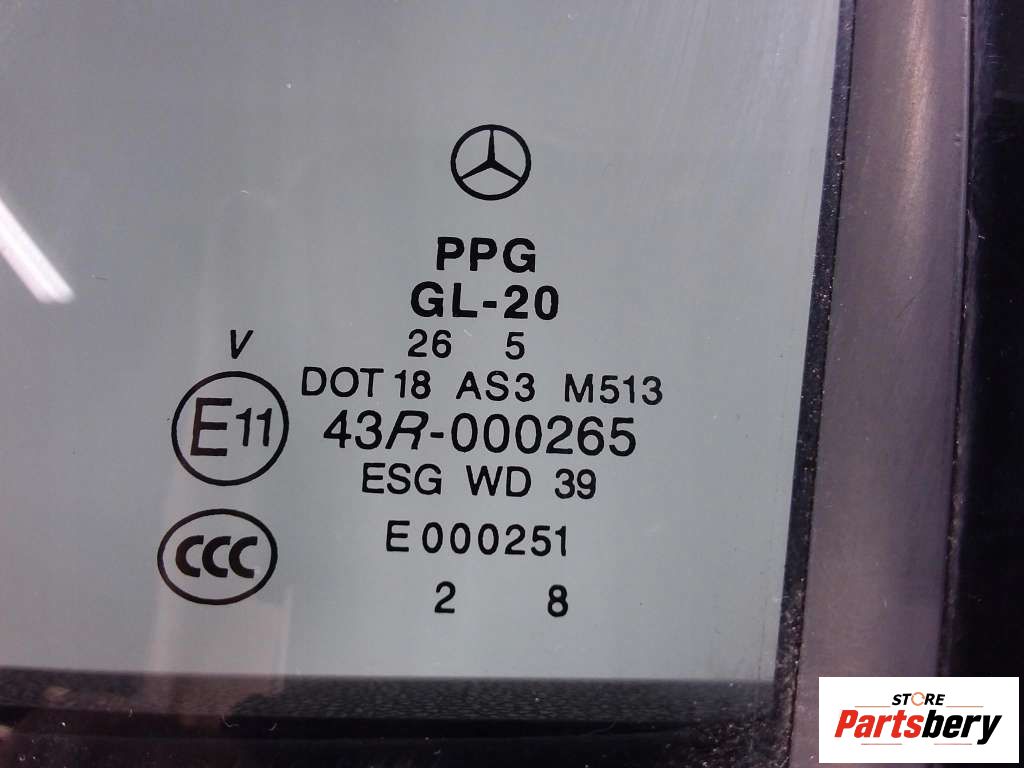 PPG
GL-20
26 5
V
DOT 18 AS3 M513
E11
43R-000265
ESG WD 39
CCC
E 000251
2 8
STORE
Partsbery